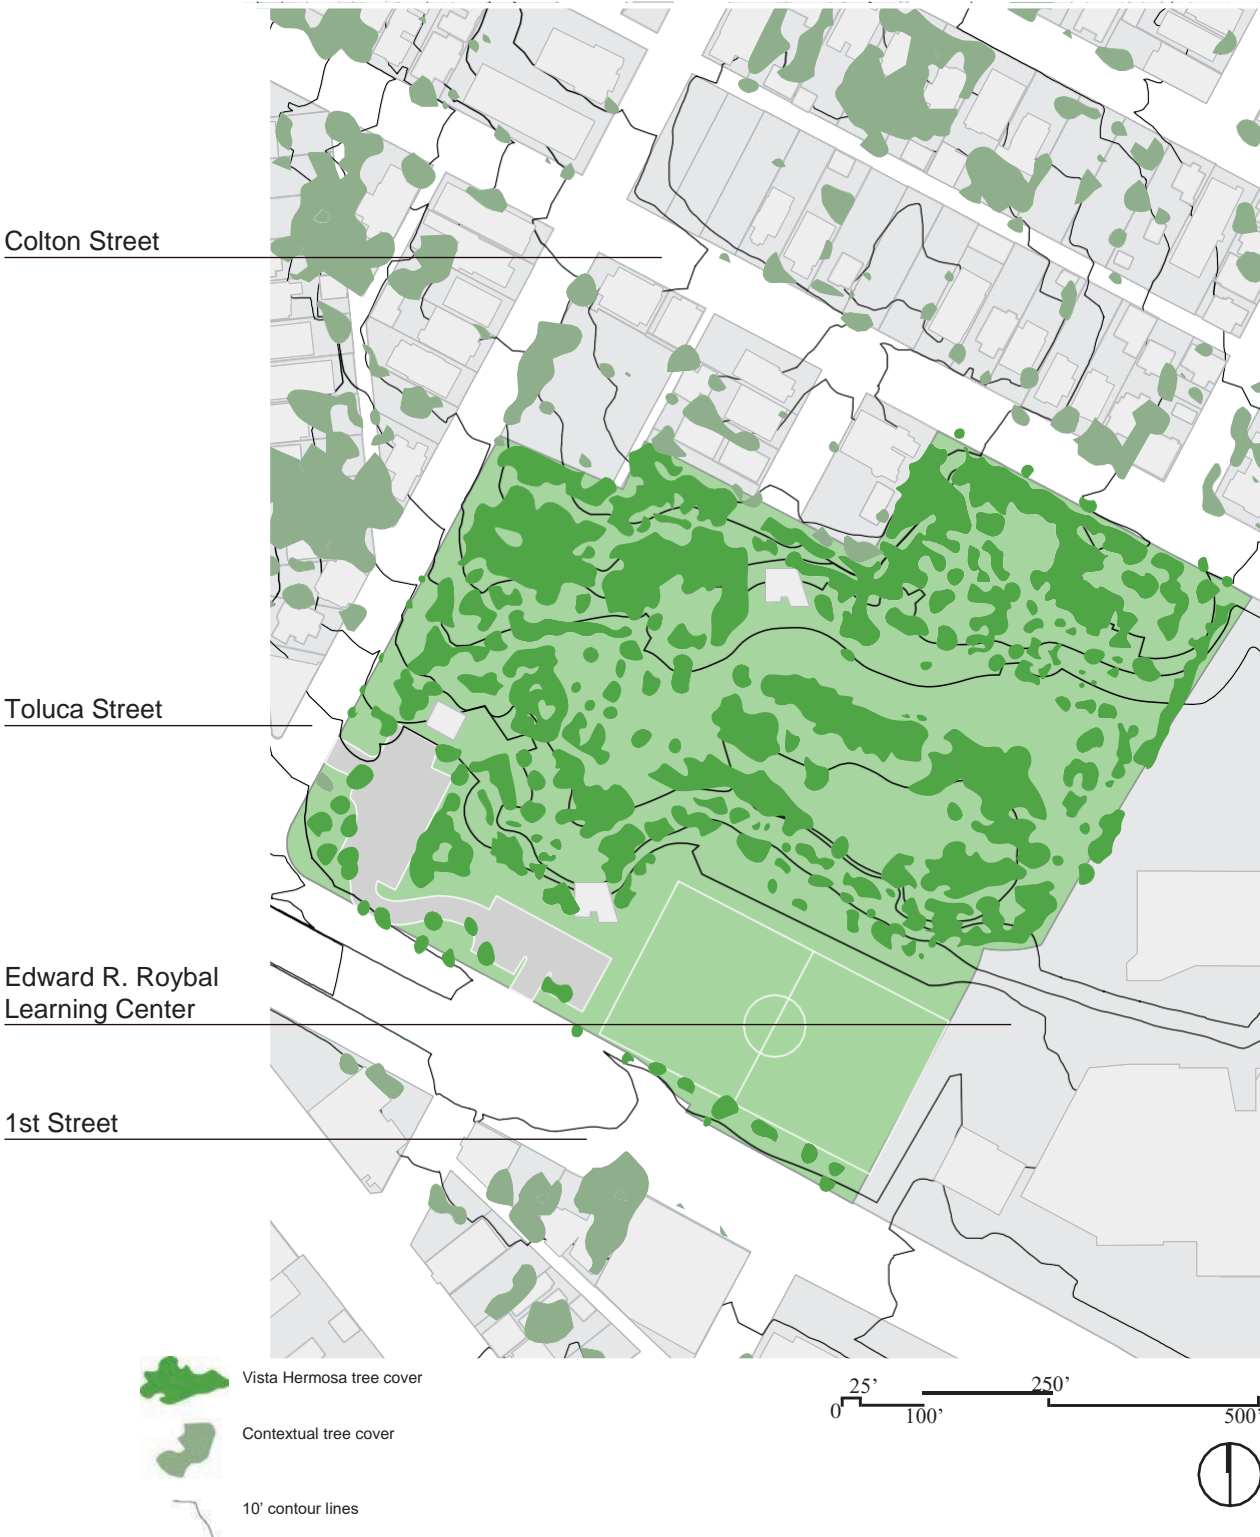 Colton Street
Toluca Street
Edward R. Roybal
Learning Center
1st Street
Vista Hermosa tree cover
Contextual tree cover
10’ contour lines
25’ 250’
0 100’ 500’